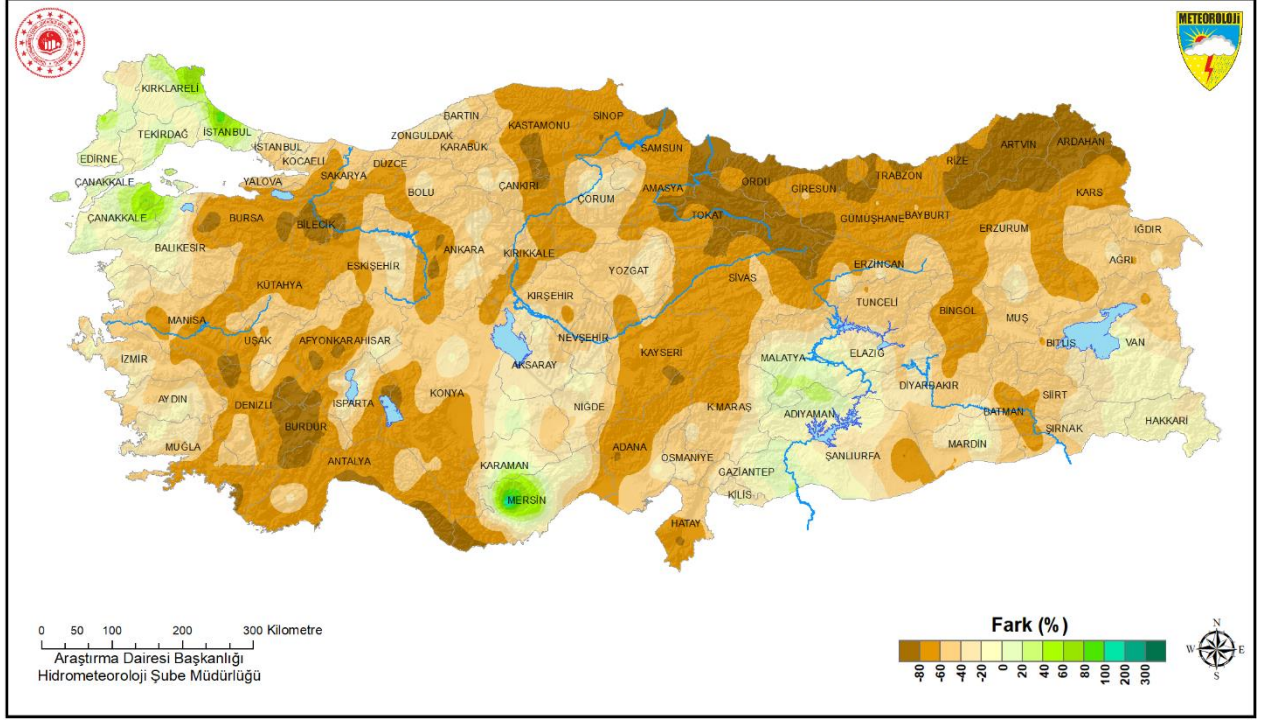 METEOROLOJİ
KIRKLARELİ
TEKİRDAĞ
İSTANBUL
EDİRNE
İSTANBUL
KOCAELİ
ÇANAKKALE
YALOVA
SAKARYA
DÜZCE
ZONGULDAK
BARTIN
KARABÜK
KASTAMONU
SİNOP
SAMSUN
ÇANKIRI
ÇORUM
AMASYA
ORDU
GİRESUN
TRABZON
RİZE
ARTVİN
ARDAHAN
KARS
ÇANAKKALE
BURSA
BİLECİK
BOLU
TOKAT
GÜMÜŞHANE
BAYBURT
ERZURUM
IĞDIR
BALIKESİR
ESKİŞEHİR
ANKARA
KIRIKKALE
YOZGAT
SİVAS
ERZİNCAN
AĞRI
KÜTAHYA
KIRŞEHİR
TUNCELİ
BİNGÖL
MUŞ
MANİSA
UŞAK
AFYONKARAHİSAR
NEVŞEHİR
KAYSERİ
MALATYA
ELAZIĞ
BİTLİS
VAN
İZMİR
AKSARAY
DİYARBAKIR
AYDIN
DENİZLİ
ISPARTA
KONYA
NİĞDE
K.MARAŞ
ADIYAMAN
BATMAN
SİİRT
BURDUR
ŞIRNAK
HAKKARİ
MUĞLA
ANTALYA
KARAMAN
ADANA
OSMANİYE
GAZİANTEP
ŞANLIURFA
MARDİN
MERSİN
KİLİS
HATAY
0 50 100 200 300 Kilometre
Araştırma Dairesi Başkanlığı
Hidrometeoroloji Şube Müdürlüğü
Fark (%)
-80 -60 -40 -20 0 20 40 60 80 100 200 300
N
W E
S